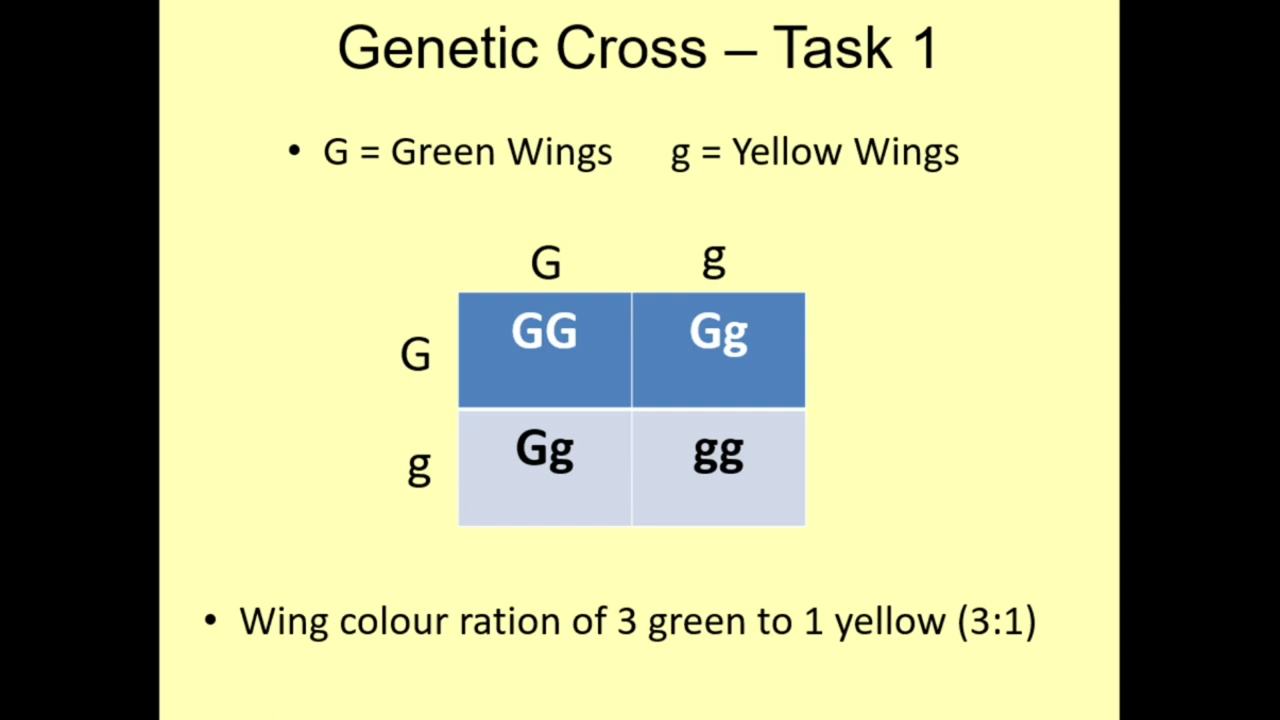 Genetic Cross – Task 1
• G = Green Wings g = Yellow Wings
G g
G GG Gg
g Gg gg
• Wing colour ration of 3 green to 1 yellow (3:1)